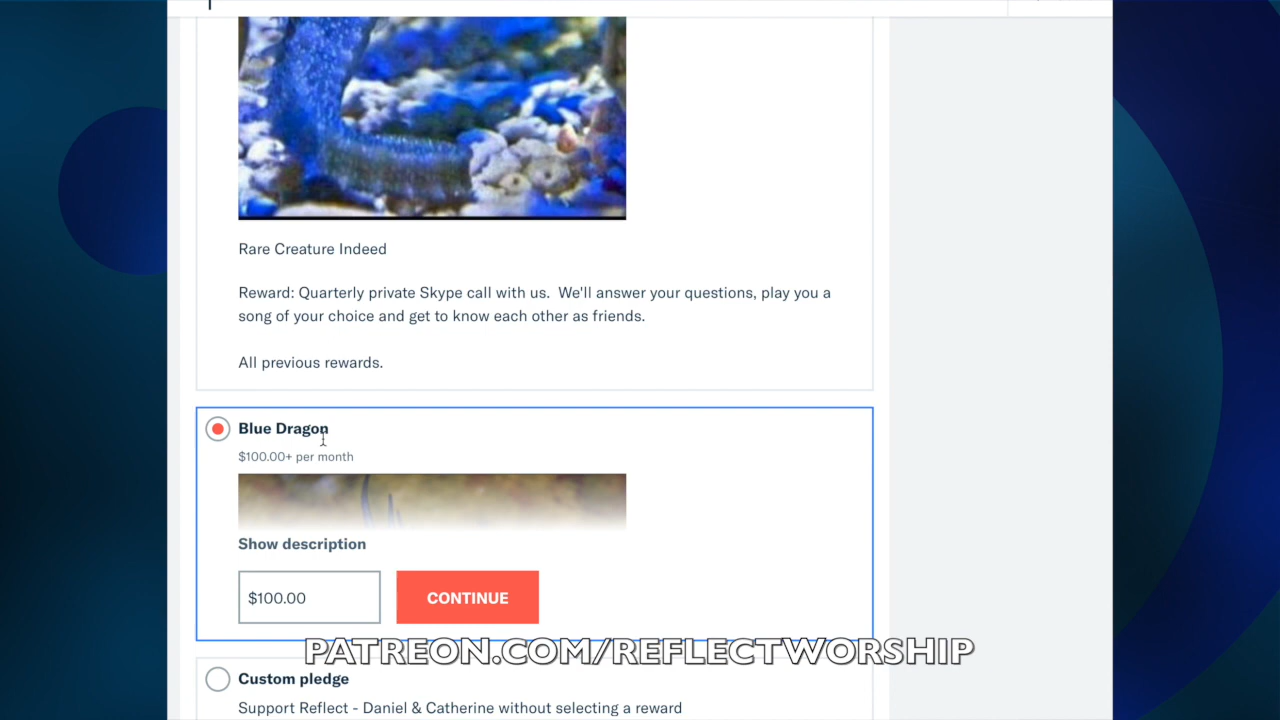 Rare Creature Indeed
Reward: Quarterly private Skype call with us.  We'll answer your questions, play you a
song of your choice and get to know each other as friends.
All previous rewards.
Blue Dragon
$100.00+ per month
Show description
$100.00
CONTINUE
PATREON.COM/REFLECTWORSHIP
Custom pledge
Support Reflect - Daniel & Catherine without selecting a reward